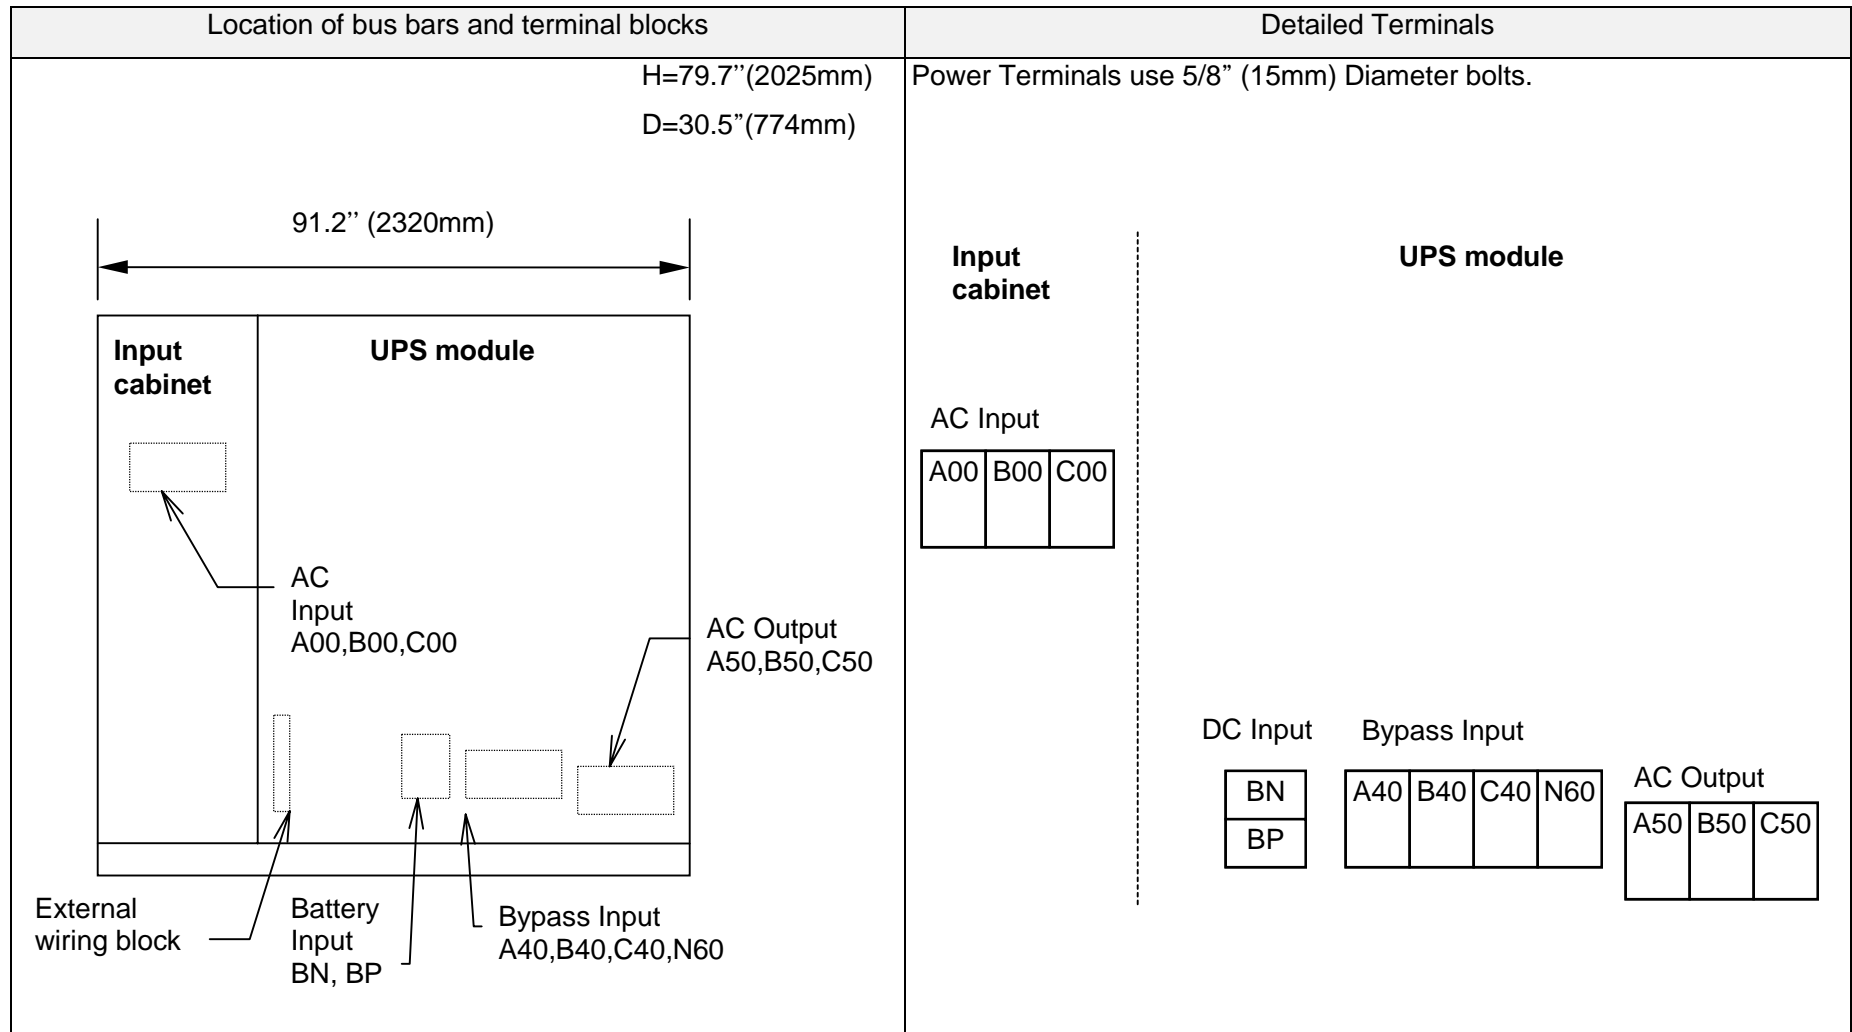 Location of bus bars and terminal blocks
Detailed Terminals
H=79.7’’(2025mm)
D=30.5”(774mm)
91.2’’ (2320mm)
Input
cabinet
UPS module
AC
Input
A00,B00,C00
AC Output
A50,B50,C50
External
wiring block
Battery
Input
BN, BP
Bypass Input
A40,B40,C40,N60
Power Terminals use 5/8” (15mm) Diameter bolts.
Input
cabinet
UPS module
AC Input
A00 B00 C00
DC Input
BN
BP
Bypass Input
A40 B40 C40 N60
AC Output
A50 B50 C50